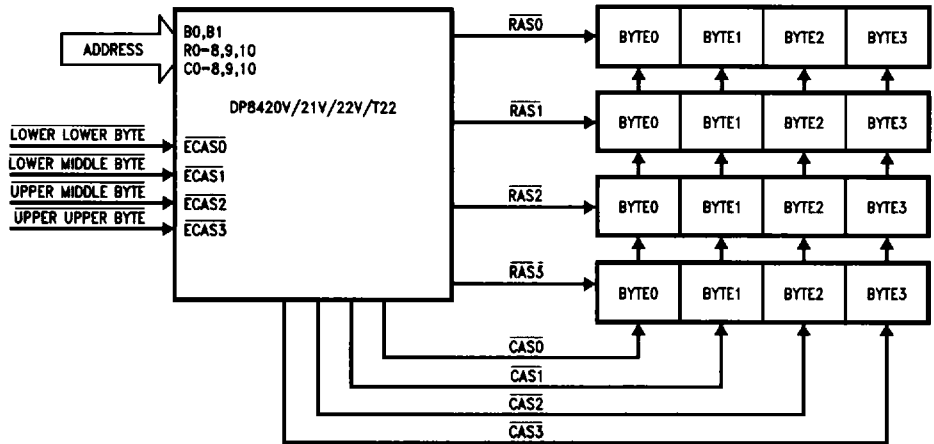 ADDRESS
B0,B1
R0-8,9,10
C0-8,9,10
DP8420V/21V/22V/T22
LOWER LOWER BYTE
LOWER MIDDLE BYTE
UPPER MIDDLE BYTE
UPPER UPPER BYTE
ECAS0
ECAS1
ECAS2
ECAS3
RAS0
BYTE0 BYTE1 BYTE2 BYTE3
RAS1
BYTE0 BYTE1 BYTE2 BYTE3
RAS2
BYTE0 BYTE1 BYTE2 BYTE3
RAS3
BYTE0 BYTE1 BYTE2 BYTE3
CAS0
CAS1
CAS2
CAS3